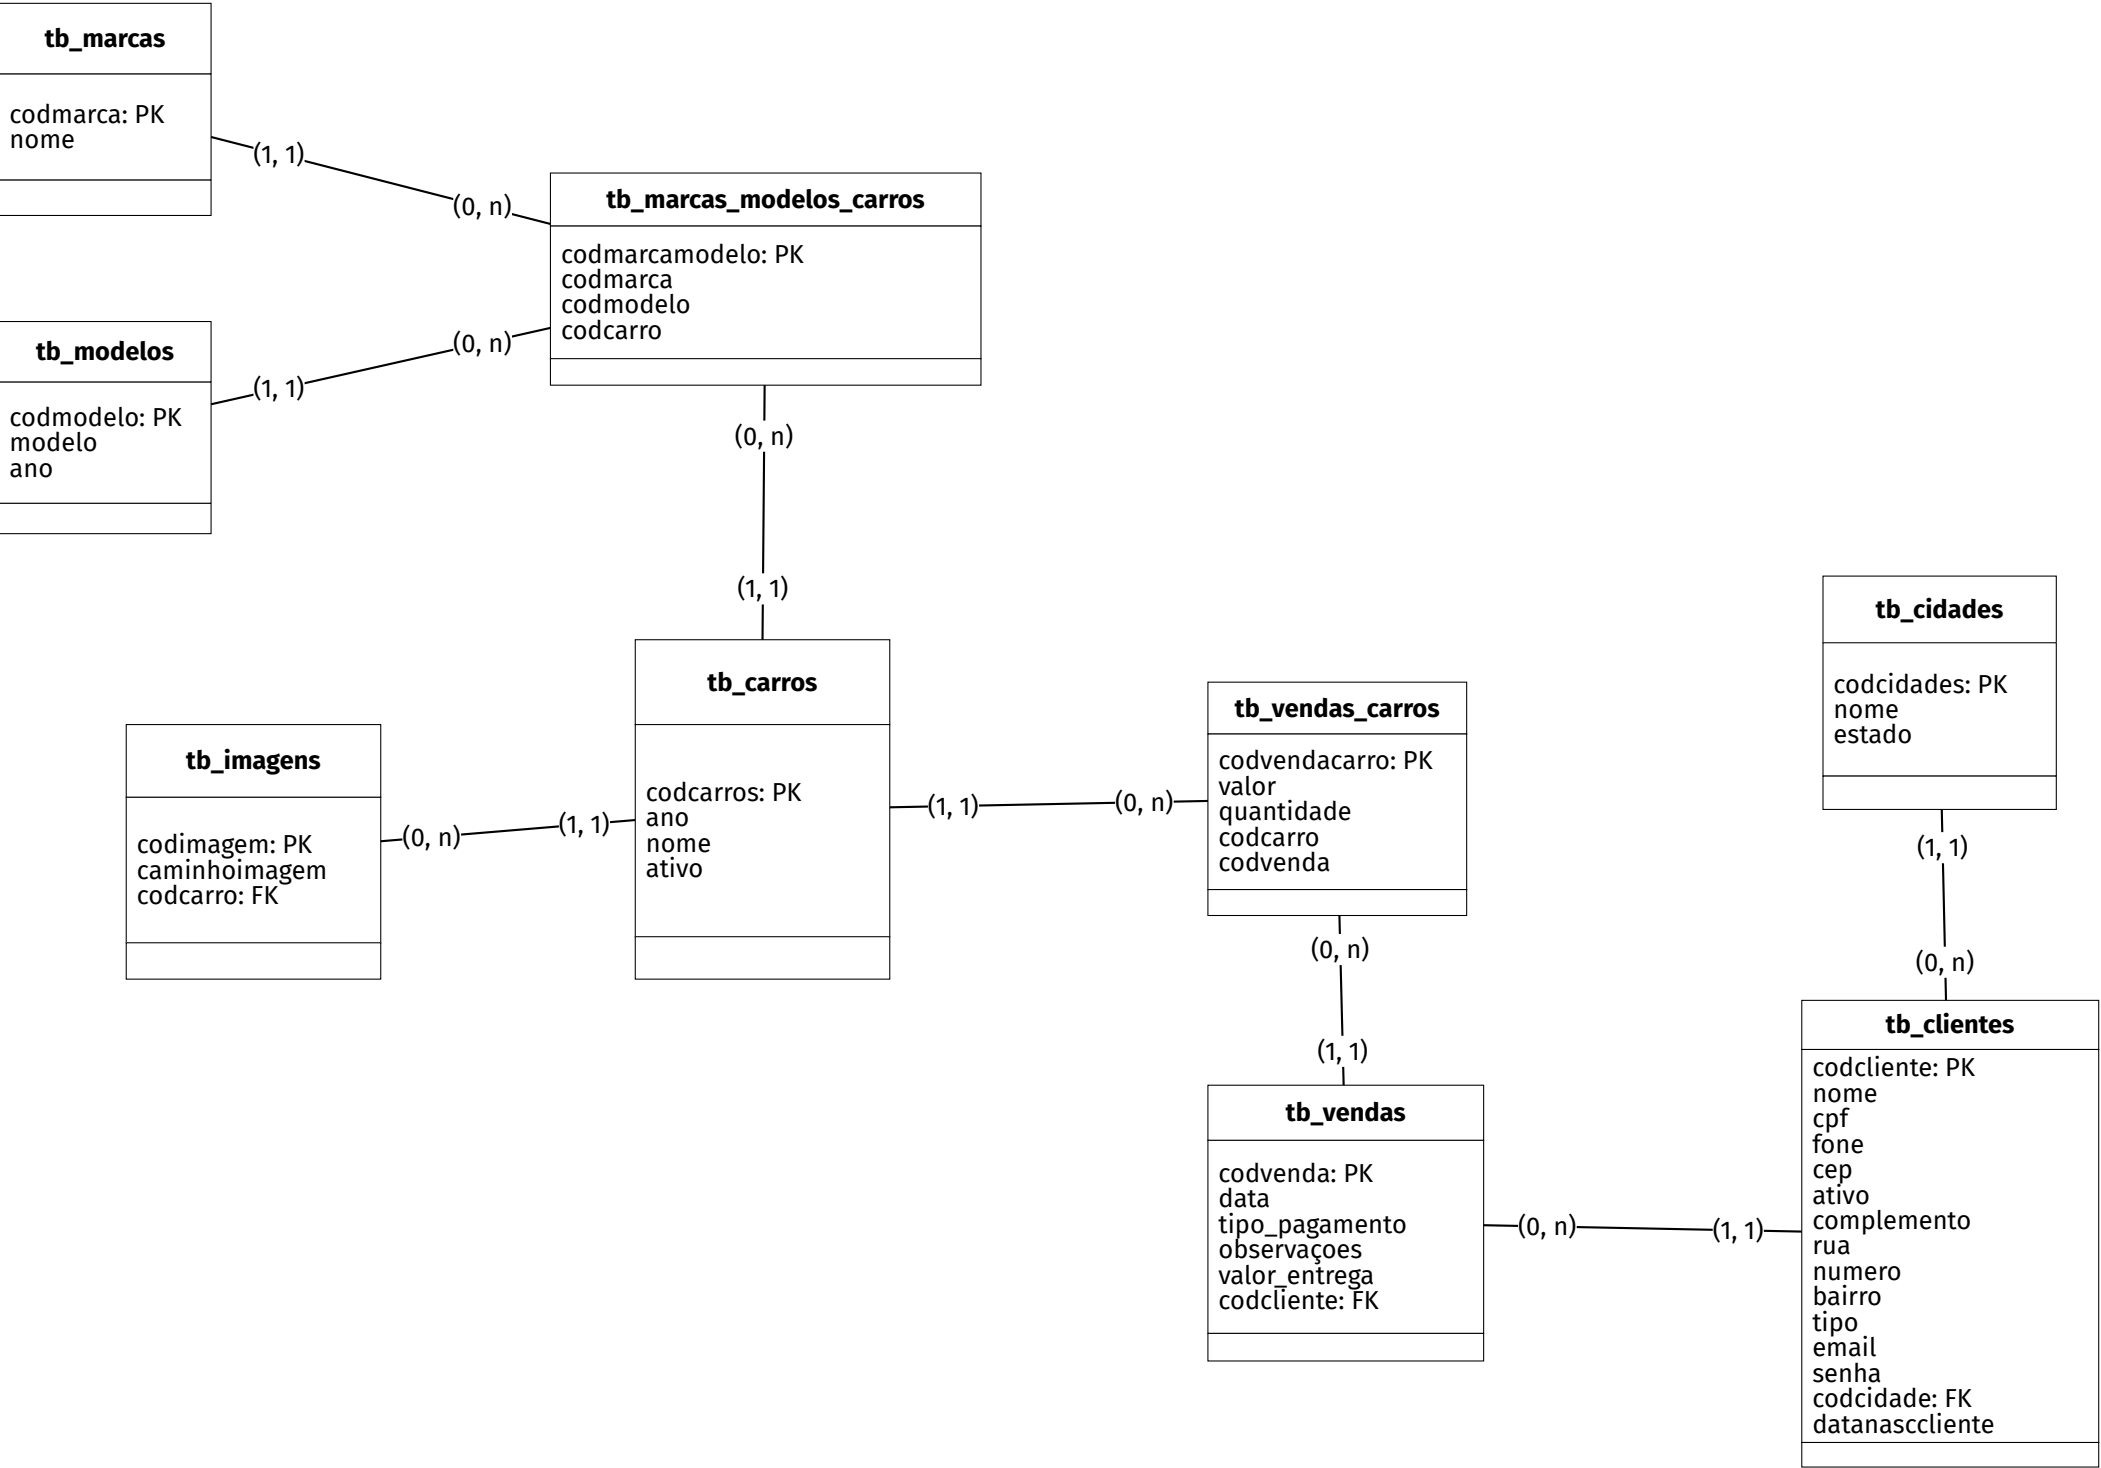 tb_marcas
codmarca: PK
nome
(1, 1)
(0, n)
tb_marcas_modelos_carros
codmarcamodelo: PK
codmarca
codmodelo
codcarro
tb_modelos
codmodelo: PK
modelo
ano
(1, 1)
(0, n)
(0, n)
(1, 1)
tb_carros
codcarros: PK
ano
nome
ativo
tb_imagens
codimagem: PK
caminhoimagem
codcarro: FK
(0, n)
(1, 1)
(1, 1)
(0, n)
tb_vendas_carros
codvendacarro: PK
valor
quantidade
codcarro
codvenda
(0, n)
(1, 1)
tb_vendas
codvenda: PK
data
tipo_pagamento
observaçoes
valor_entrega
codcliente: FK
(0, n)
(1, 1)
tb_cidades
codcidades: PK
nome
estado
(1, 1)
(0, n)
tb_clientes
codcliente: PK
nome
cpf
fone
cep
ativo
complemento
rua
numero
bairro
tipo
email
senha
codcidade: FK
datanasccliente